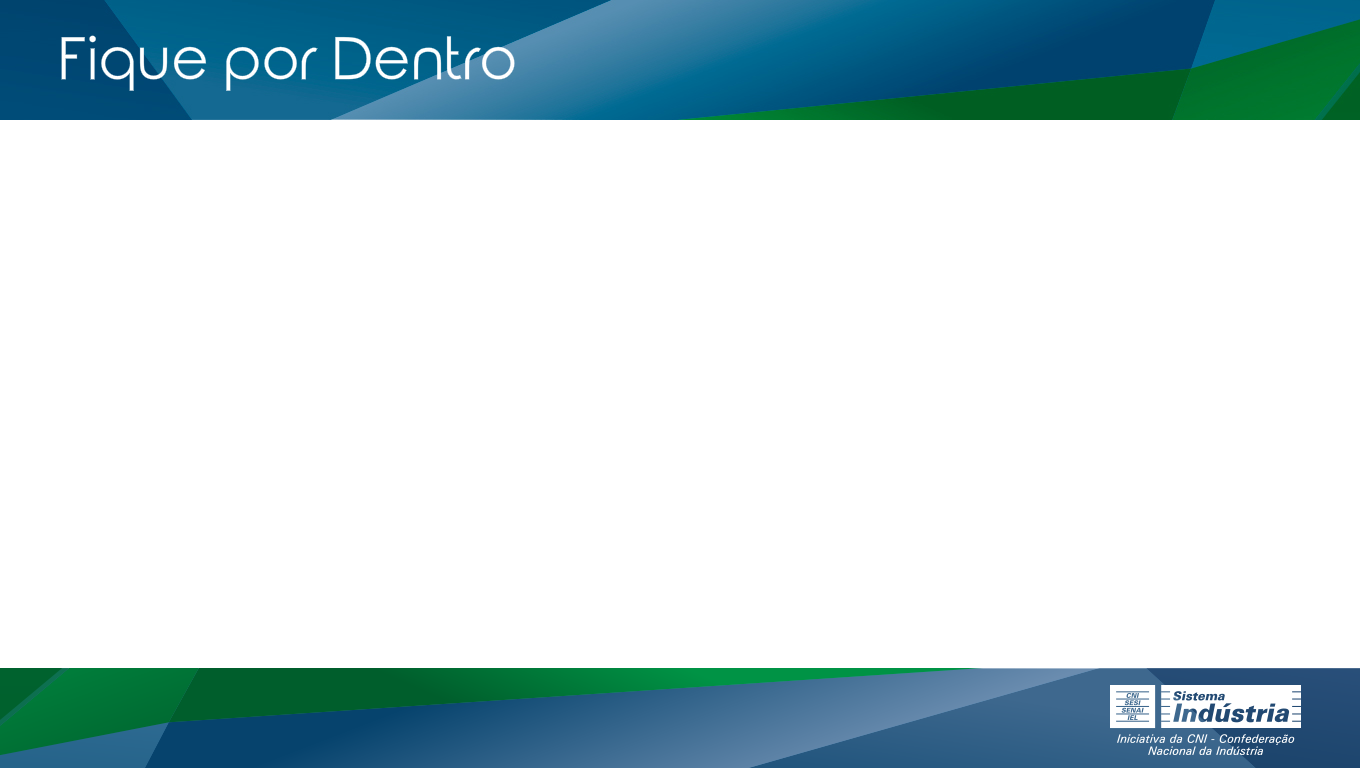 Fique por Dentro
CNI
SESI
SENAI
IEL
Sistema
Indústria
Iniciativa da CNI - Confederação
Nacional da Indústria